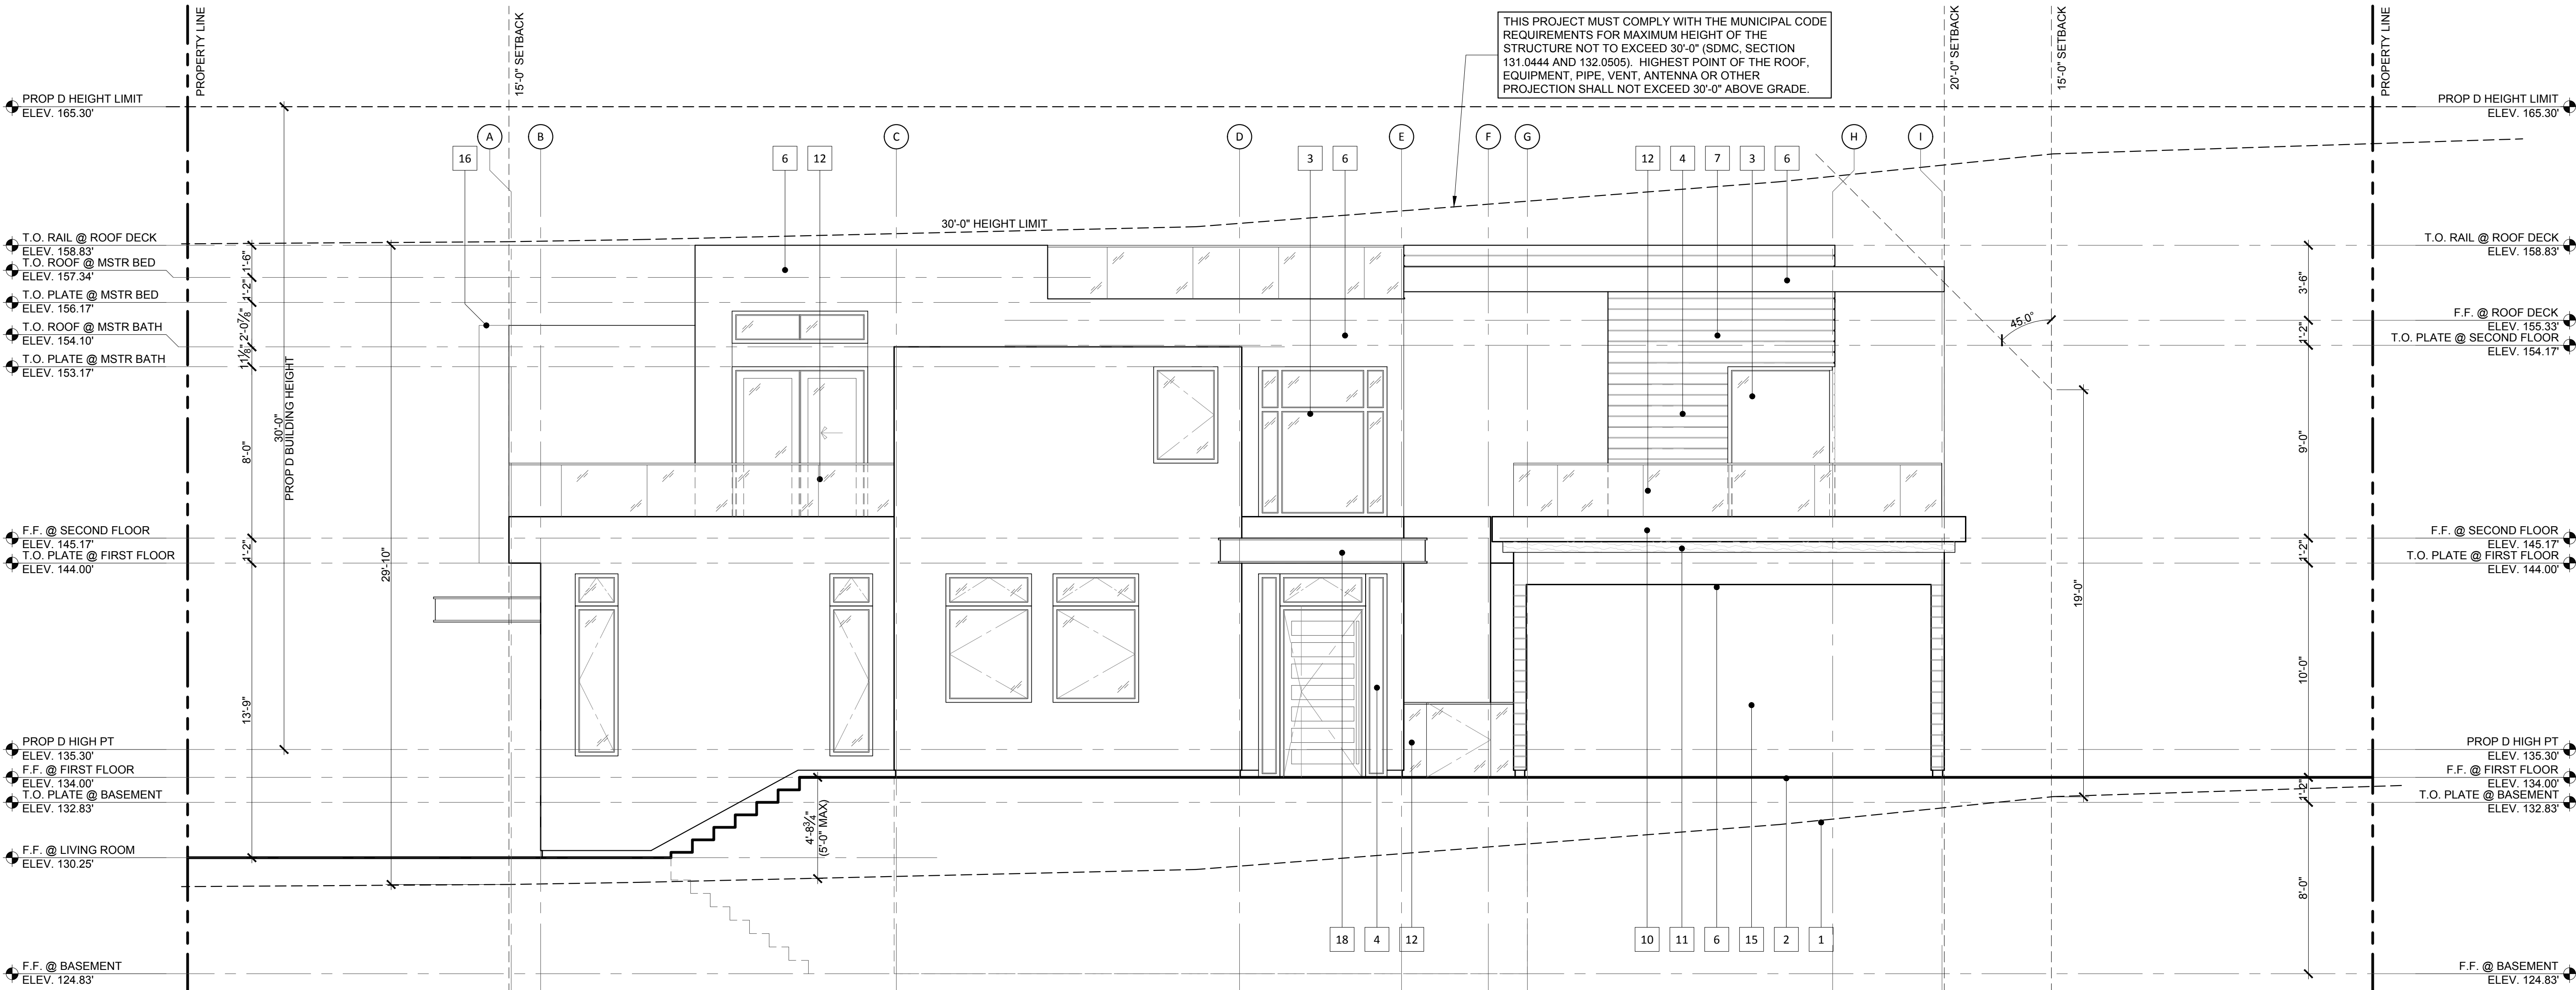 PROPERTY LINE
15'-0" SETBACK
THIS PROJECT MUST COMPLY WITH THE MUNICIPAL CODE
REQUIREMENTS FOR MAXIMUM HEIGHT OF THE
STRUCTURE NOT TO EXCEED 30'-0" (SDMC, SECTION
131.0444 AND 132.0505). HIGHEST POINT OF THE ROOF,
EQUIPMENT, PIPE, VENT, ANTENNA OR OTHER
PROJECTION SHALL NOT EXCEED 30'-0" ABOVE GRADE.
20'-0" SETBACK
15'-0" SETBACK
PROPERTY LINE
PROP D HEIGHT LIMIT
ELEV. 165.30'
PROP D HEIGHT LIMIT
ELEV. 165.30'
A
B
C
D
E
F
G
H
I
16
6
12
3
6
12
4
7
3
6
30'-0" HEIGHT LIMIT
T.O. RAIL @ ROOF DECK
ELEV. 158.83'
T.O. ROOF @ MSTR BED
ELEV. 157.34'
T.O. PLATE @ MSTR BED
ELEV. 156.17'
T.O. ROOF @ MSTR BATH
ELEV. 154.10'
T.O. PLATE @ MSTR BATH
ELEV. 153.17'
F.F. @ SECOND FLOOR
ELEV. 145.17'
T.O. PLATE @ FIRST FLOOR
ELEV. 144.00'
PROP D HIGH PT
ELEV. 135.30'
F.F. @ FIRST FLOOR
ELEV. 134.00'
T.O. PLATE @ BASEMENT
ELEV. 132.83'
F.F. @ LIVING ROOM
ELEV. 130.25'
F.F. @ BASEMENT
ELEV. 124.83'
1'-6"
1'-2"
2'-0⅞"
11⅛"
8'-0"
1'-2"
13'-9"
30'-0"
PROP D BUILDING HEIGHT
29'-10"
4'-8¾"
(5'-0" MAX)
45.0°
19'-0"
3'-6"
1'-2"
9'-0"
1'-2"
10'-0"
1'-2"
8'-0"
T.O. RAIL @ ROOF DECK
ELEV. 158.83'
F.F. @ ROOF DECK
ELEV. 155.33'
T.O. PLATE @ SECOND FLOOR
ELEV. 154.17'
F.F. @ SECOND FLOOR
ELEV. 145.17'
T.O. PLATE @ FIRST FLOOR
ELEV. 144.00'
PROP D HIGH PT
ELEV. 135.30'
F.F. @ FIRST FLOOR
ELEV. 134.00'
T.O. PLATE @ BASEMENT
ELEV. 132.83'
F.F. @ BASEMENT
ELEV. 124.83'
18
4
12
10
11
6
15
2
1